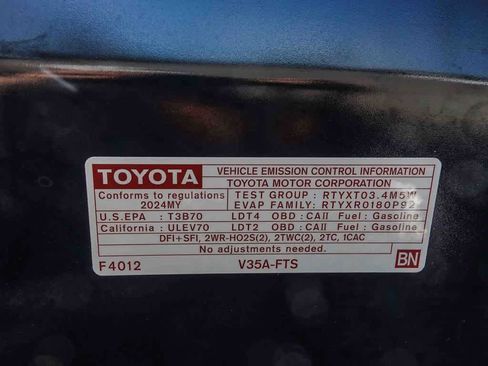 TOYOTA
VEHICLE EMISSION CONTROL INFORMATION
TOYOTA MOTOR CORPORATION
Conforms to regulations
2024MY
TEST GROUP : RTYXT03.4M5W
EVAP FAMILY: RTYXR0180P92
U.S.EPA : T3B70 LDT4 OBD : CAII Fuel : Gasoline
California : ULEV70 LDT2 OBD : CAII Fuel : Gasoline
DFI+SFI, 2WR-HO2S(2), 2TWC(2), 2TC, 1CAC
No adjustments needed.
F4012 V35A-FTS BN